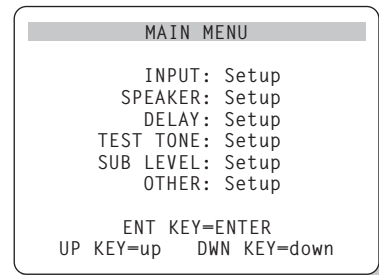 MAIN MENU
INPUT: Setup
SPEAKER: Setup
DELAY: Setup
TEST TONE: Setup
SUB LEVEL: Setup
OTHER: Setup
ENT KEY=ENTER
UP KEY=up DWN KEY=down